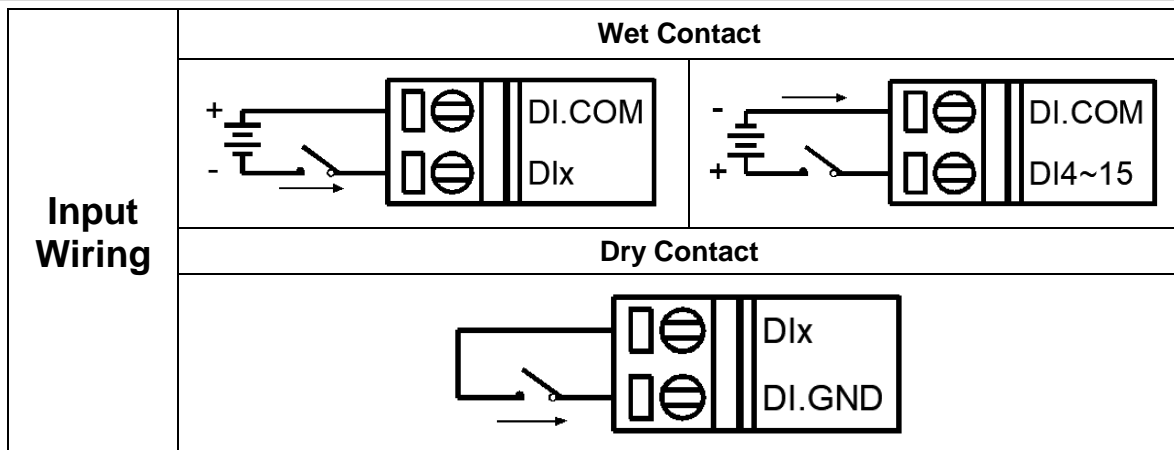 Input
Wiring
Wet Contact
+
-
DI.COM
DIx
-
+
DI.COM
DI4~15
Dry Contact
DIx
DI.GND